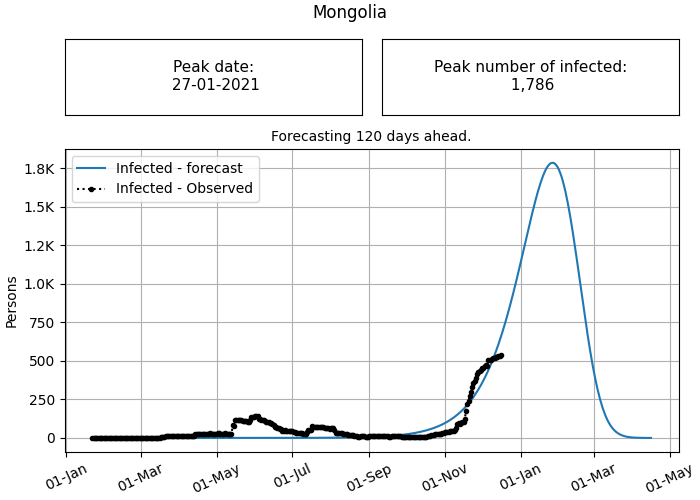 Mongolia
Peak date:
27-01-2021
Peak number of infected:
1,786
Forecasting 120 days ahead.
Infected - forecast
Infected - Observed
1.8K
1.5K
1.2K
1.0K
750
500
250
0
Persons
01-Jan
01-Mar
01-May
01-Jul
01-Sep
01-Nov
01-Jan
01-Mar
01-May